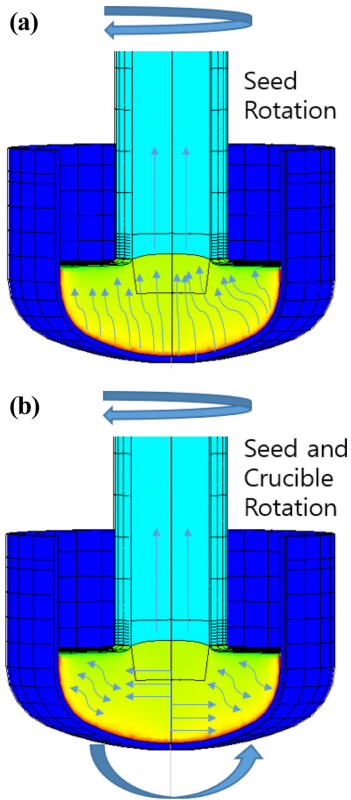 (a)
Seed
Rotation
(b)
Seed and
Crucible
Rotation